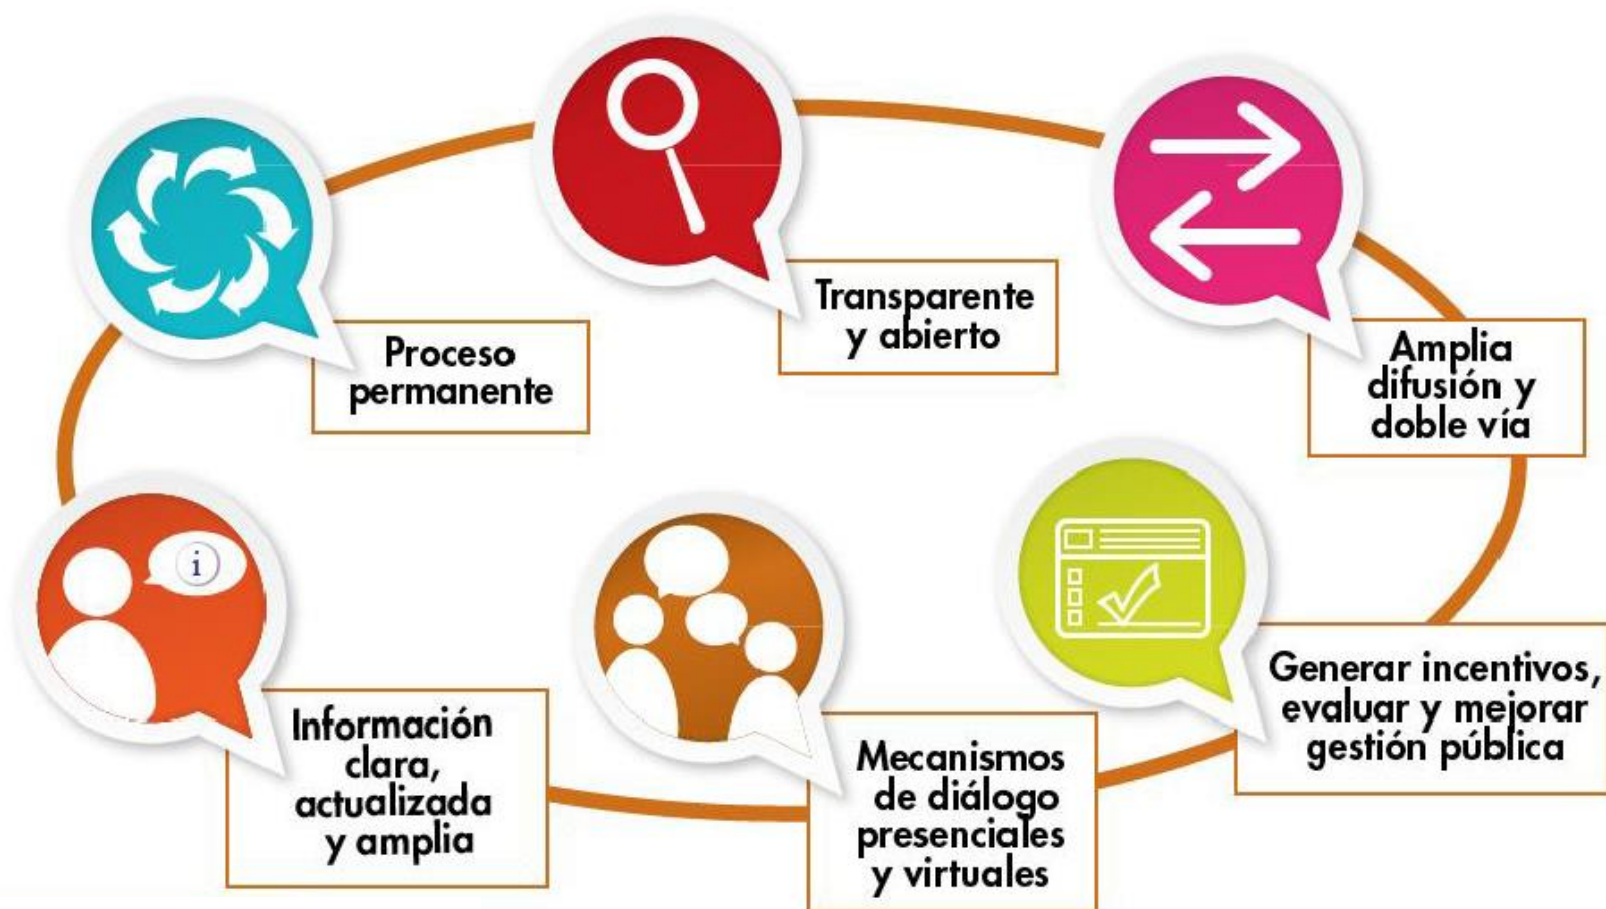 Proceso
permanente
Transparente
y abierto
Amplia
difusión y
doble vía
i
Información
clara,
actualizada
y amplia
Mecanismos
de diálogo
presenciales
y virtuales
Generar incentivos,
evaluar y mejorar
gestión pública